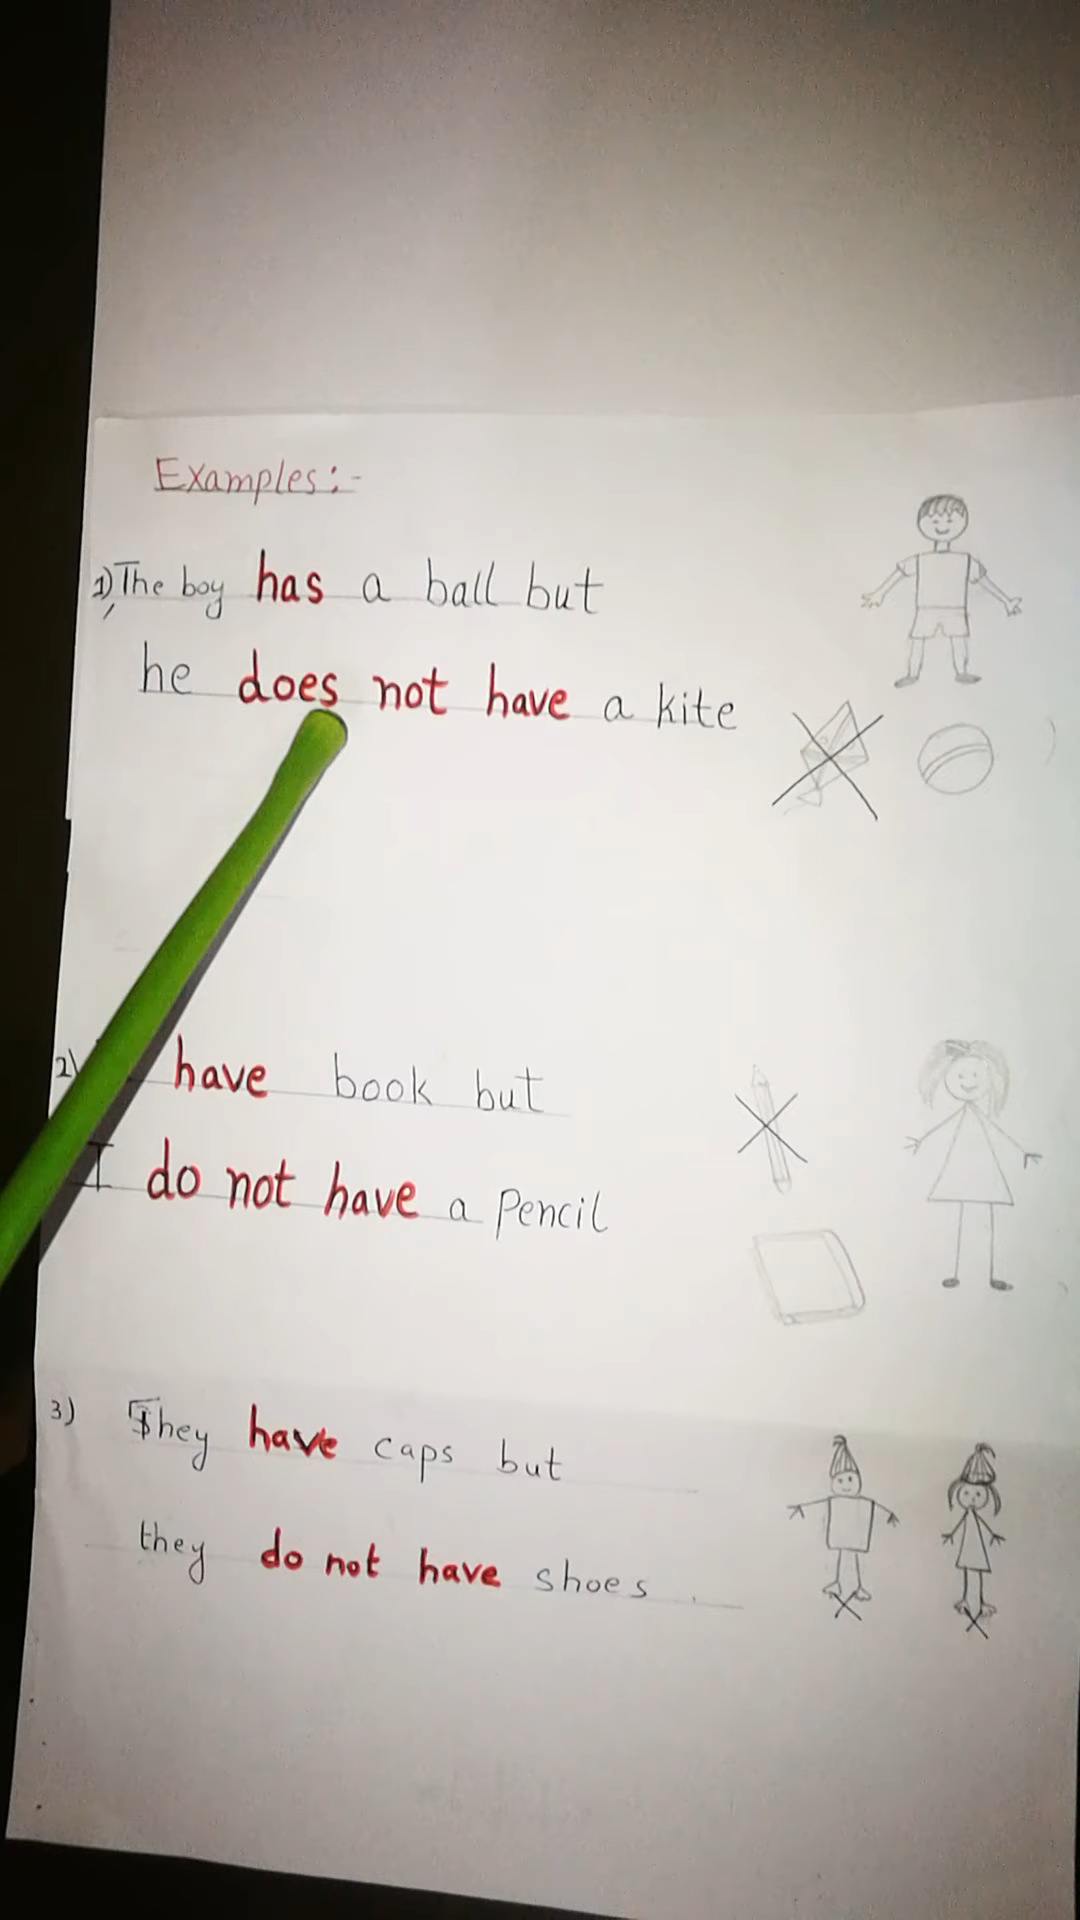 Examples:-
1) The boy has a ball but
he does not have a kite
2) have book but
I do not have a Pencil
3) They have caps but
they do not have shoes .